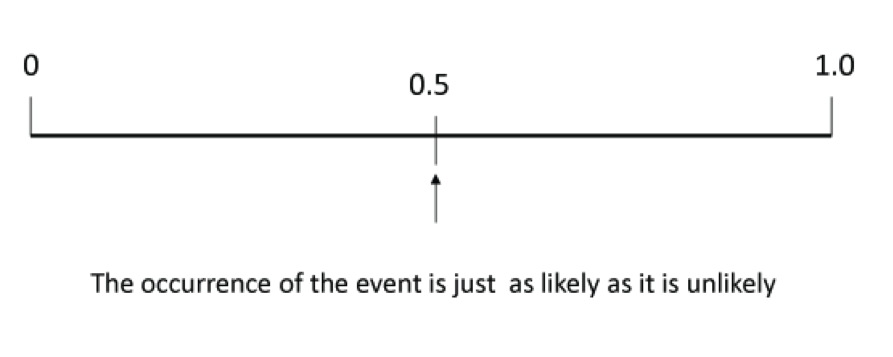 0
0.5
1.0
The occurrence of the event is just  as likely as it is unlikely